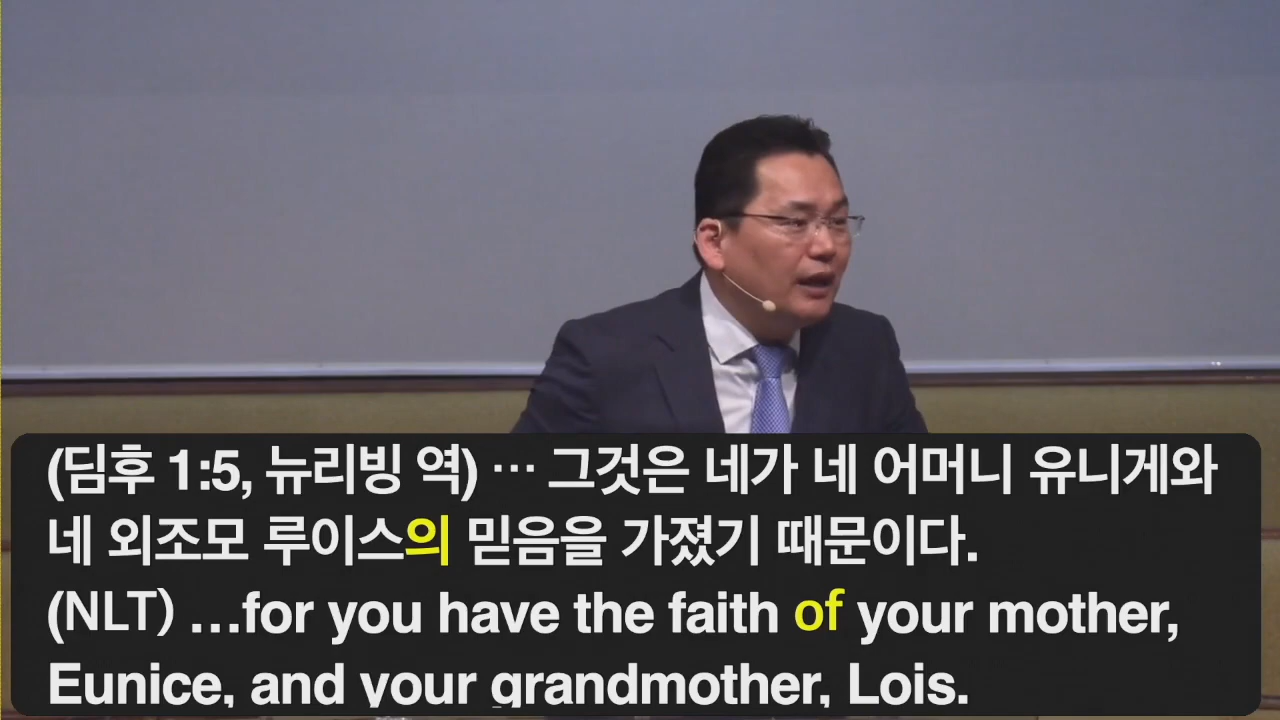 (딤후 1:5, 뉴리빙 역) … 그것은 네가 네 어머니 유니게와
네 외조모 루이스의 믿음을 가졌기 때문이다.
(NLT) …for you have the faith of your mother,
Eunice, and your grandmother, Lois.